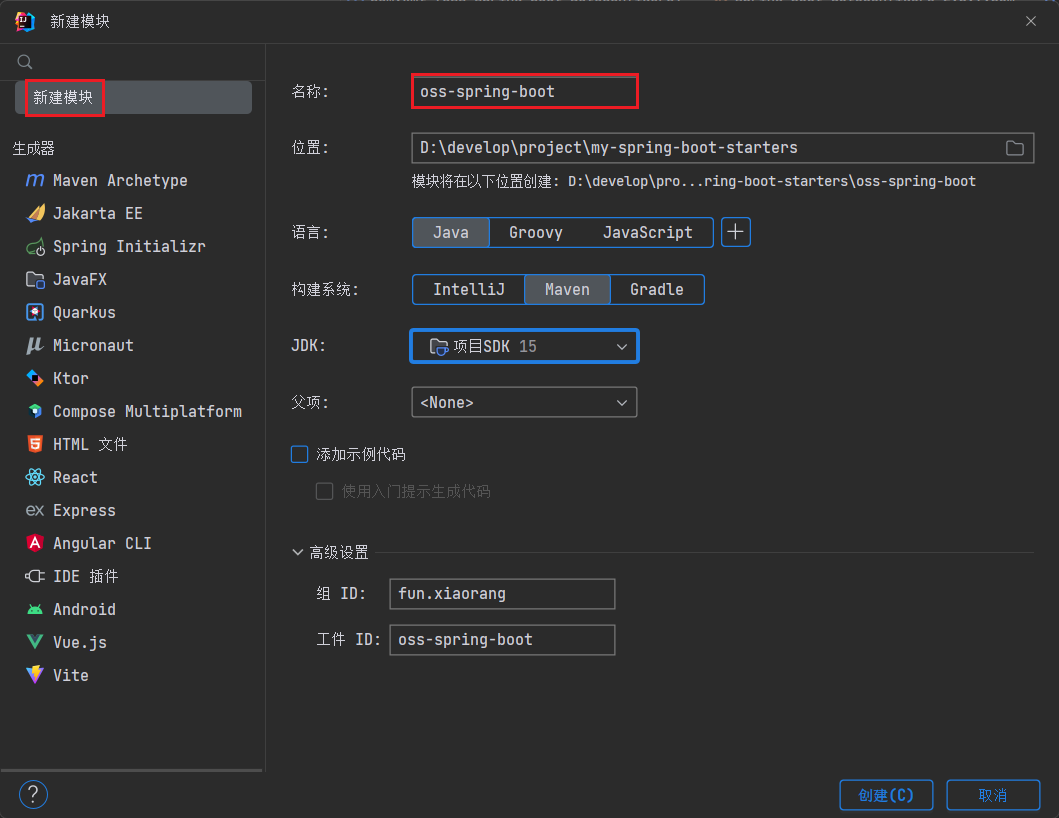 新建模块
新建模块
生成器
Maven Archetype
Jakarta EE
Spring Initializr
JavaFX
Quarkus
Micronaut
Ktor
Compose Multiplatform
HTML 文件
React
Express
Angular CLI
IDE 插件
Android
Vue.js
Vite
名称: oss-spring-boot
位置: D:\develop\project\my-spring-boot-starters
模块将在以下位置创建: D:\develop\pro...ring-boot-starters\oss-spring-boot
语言: Java Groovy JavaScript
构建系统: IntelliJ Maven Gradle
JDK: 项目SDK 15
父项: <None>
添加示例代码
使用入门提示生成代码
高级设置
组 ID: fun.xiaorang
工件 ID: oss-spring-boot
? 创建(C) 取消